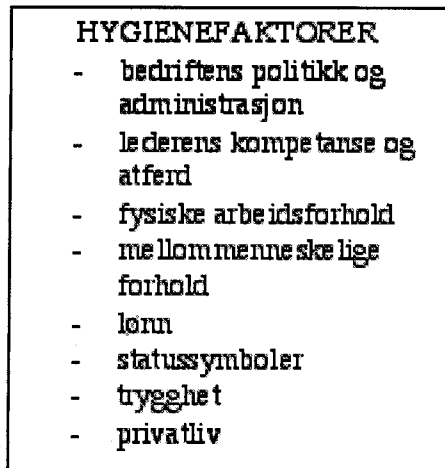 HYGIENEFAKTORER
- bedriftens politikk og
administrasjon
- lederens kompetanse og
atferd
- fysiske arbeidsforhold
- mellommenneskelige
forhold
- lønn
- statussymboler
- trygghet
- privatliv